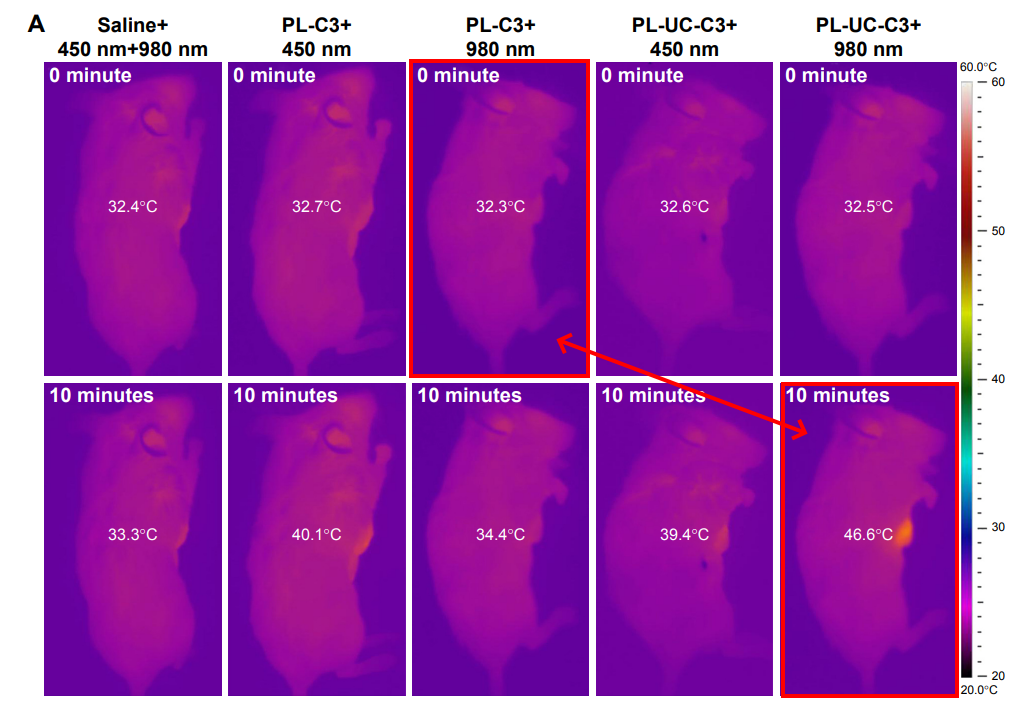 A
Saline+
450 nm+980 nm
PL-C3+
450 nm
PL-C3+
980 nm
PL-UC-C3+
450 nm
PL-UC-C3+
980 nm
0 minute
0 minute
0 minute
0 minute
0 minute
60.0°C
60
50
40
30
20
20.0°C
32.4°C
32.7°C
32.3°C
32.6°C
32.5°C
10 minutes
10 minutes
10 minutes
10 minutes
10 minutes
33.3°C
40.1°C
34.4°C
39.4°C
46.6°C